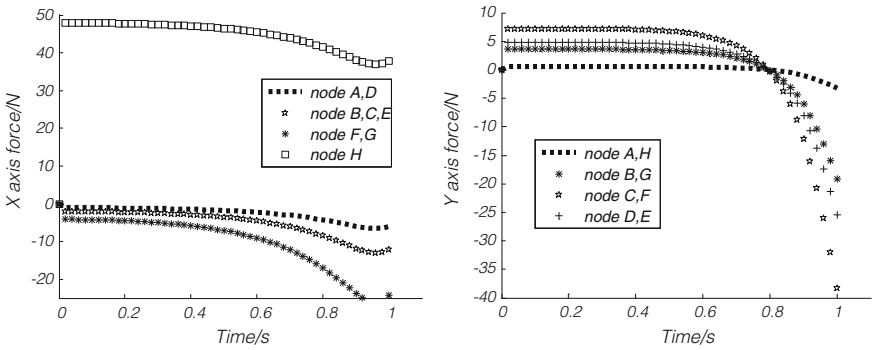 50
40
30
20
10
0
-10
-20
X axis force/N
node A,D
node B,C,E
node F,G
node H
0
0.2
0.4
0.6
0.8
1
Time/s
10
5
0
-5
-10
-15
-20
-25
-30
-35
-40
Y axis force/N
node A,H
node B,G
node C,F
node D,E
0
0.2
0.4
0.6
0.8
1
Time/s